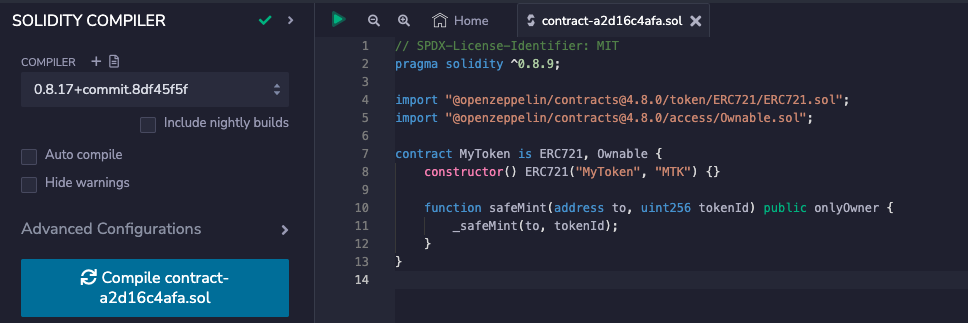 SOLIDITY COMPILER
COMPILER +
0.8.17+commit.8df45f5f
Include nightly builds
Auto compile
Hide warnings
Advanced Configurations
Compile contract-
a2d16c4afa.sol
Home
contract-a2d16c4afa.sol
1 // SPDX-License-Identifier: MIT
2 pragma solidity ^0.8.9;
3
4 import "@openzeppelin/contracts@4.8.0/token/ERC721/ERC721.sol";
5 import "@openzeppelin/contracts@4.8.0/access/Ownable.sol";
6
7 contract MyToken is ERC721, Ownable {
8     constructor() ERC721("MyToken", "MTK") {}
9
10     function safeMint(address to, uint256 tokenId) public onlyOwner {
11         _safeMint(to, tokenId);
12     }
13 }
14